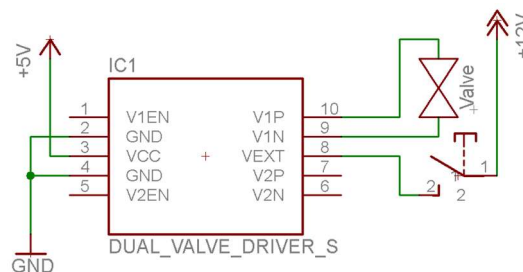 +5V
IC1
+12V
1 V1EN V1P 10
2 GND V1N 9
3 VCC VEXT 8
4 GND V2P 7
5 V2EN V2N 6
Valve
1
2
2
GND
DUAL_VALVE_DRIVER_S